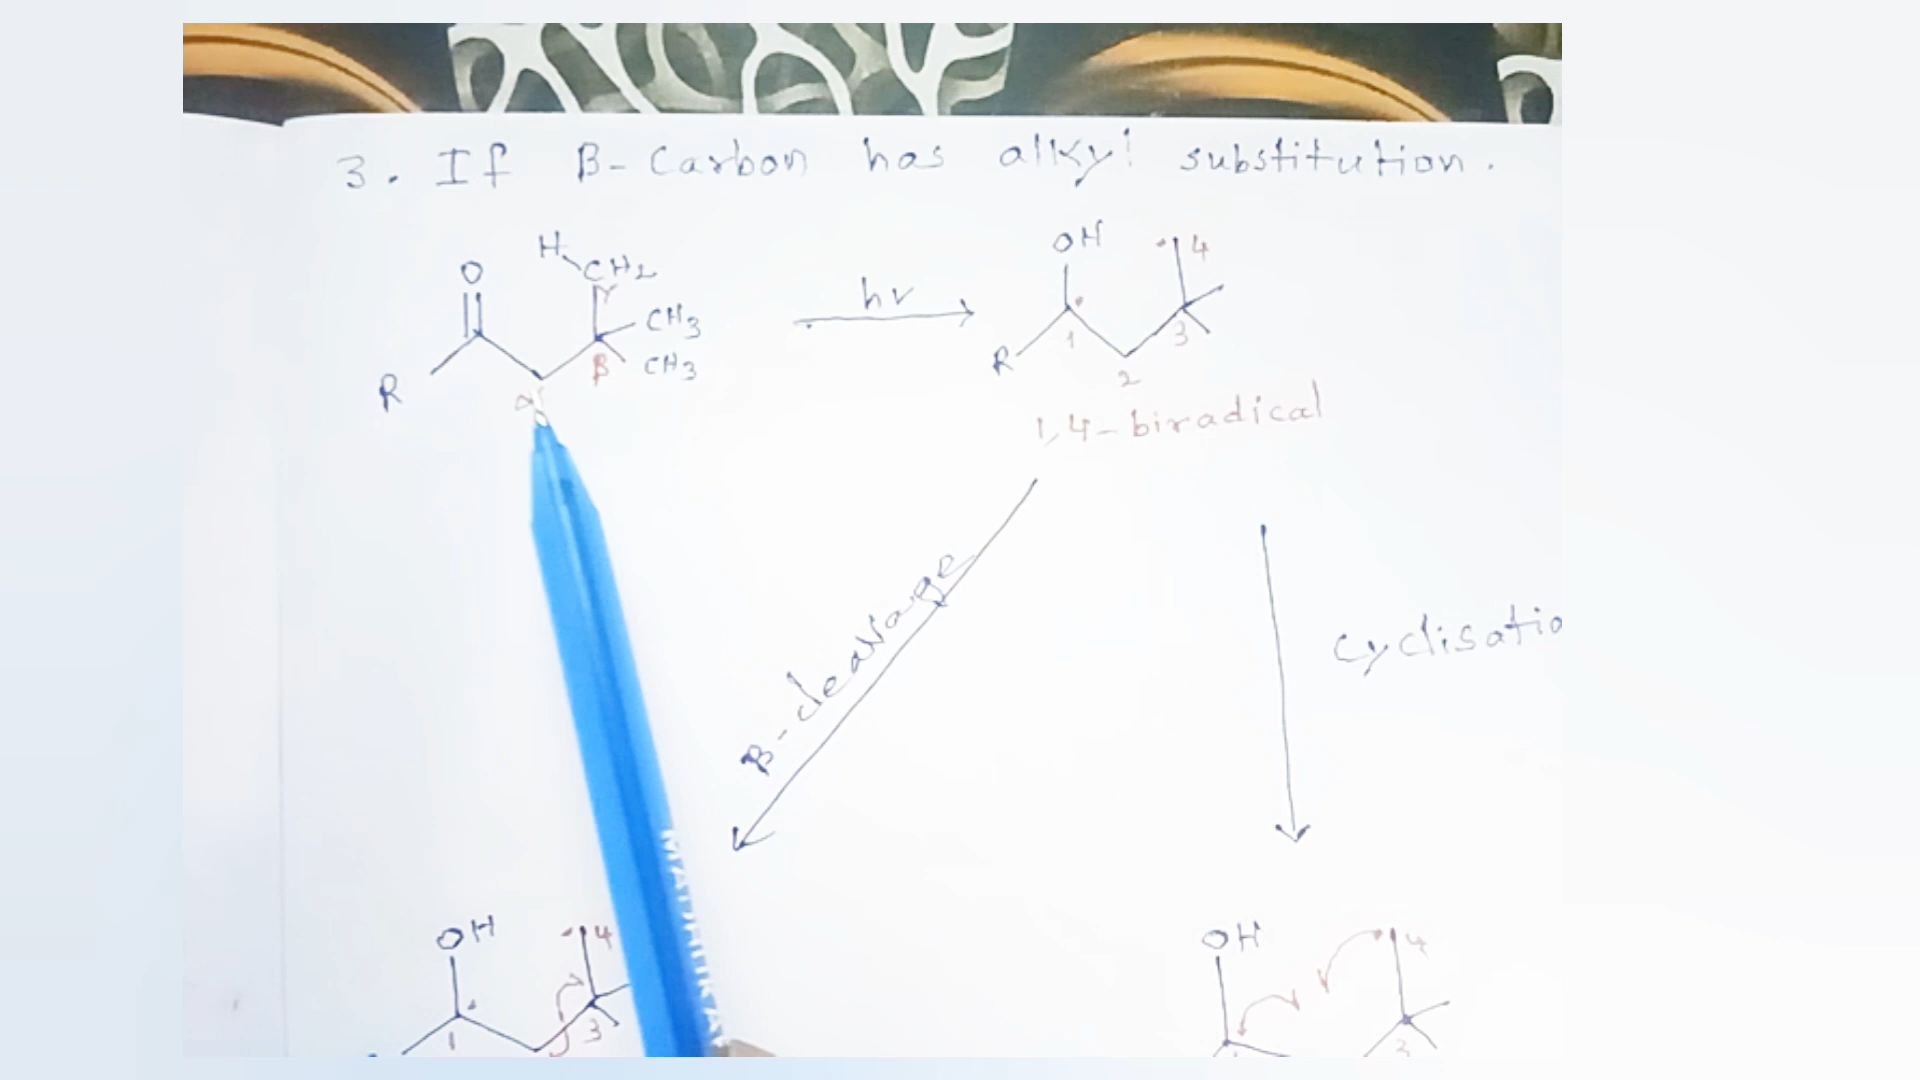 3. If β-Carbon has alkyl substitution.
O H CH2 γ CH3 CH3 β R α
hν
OH 4 R 1 2 3
1,4-biradical
β-cleavage
Cyclisatio
OH 4 1 3
OH 4 3